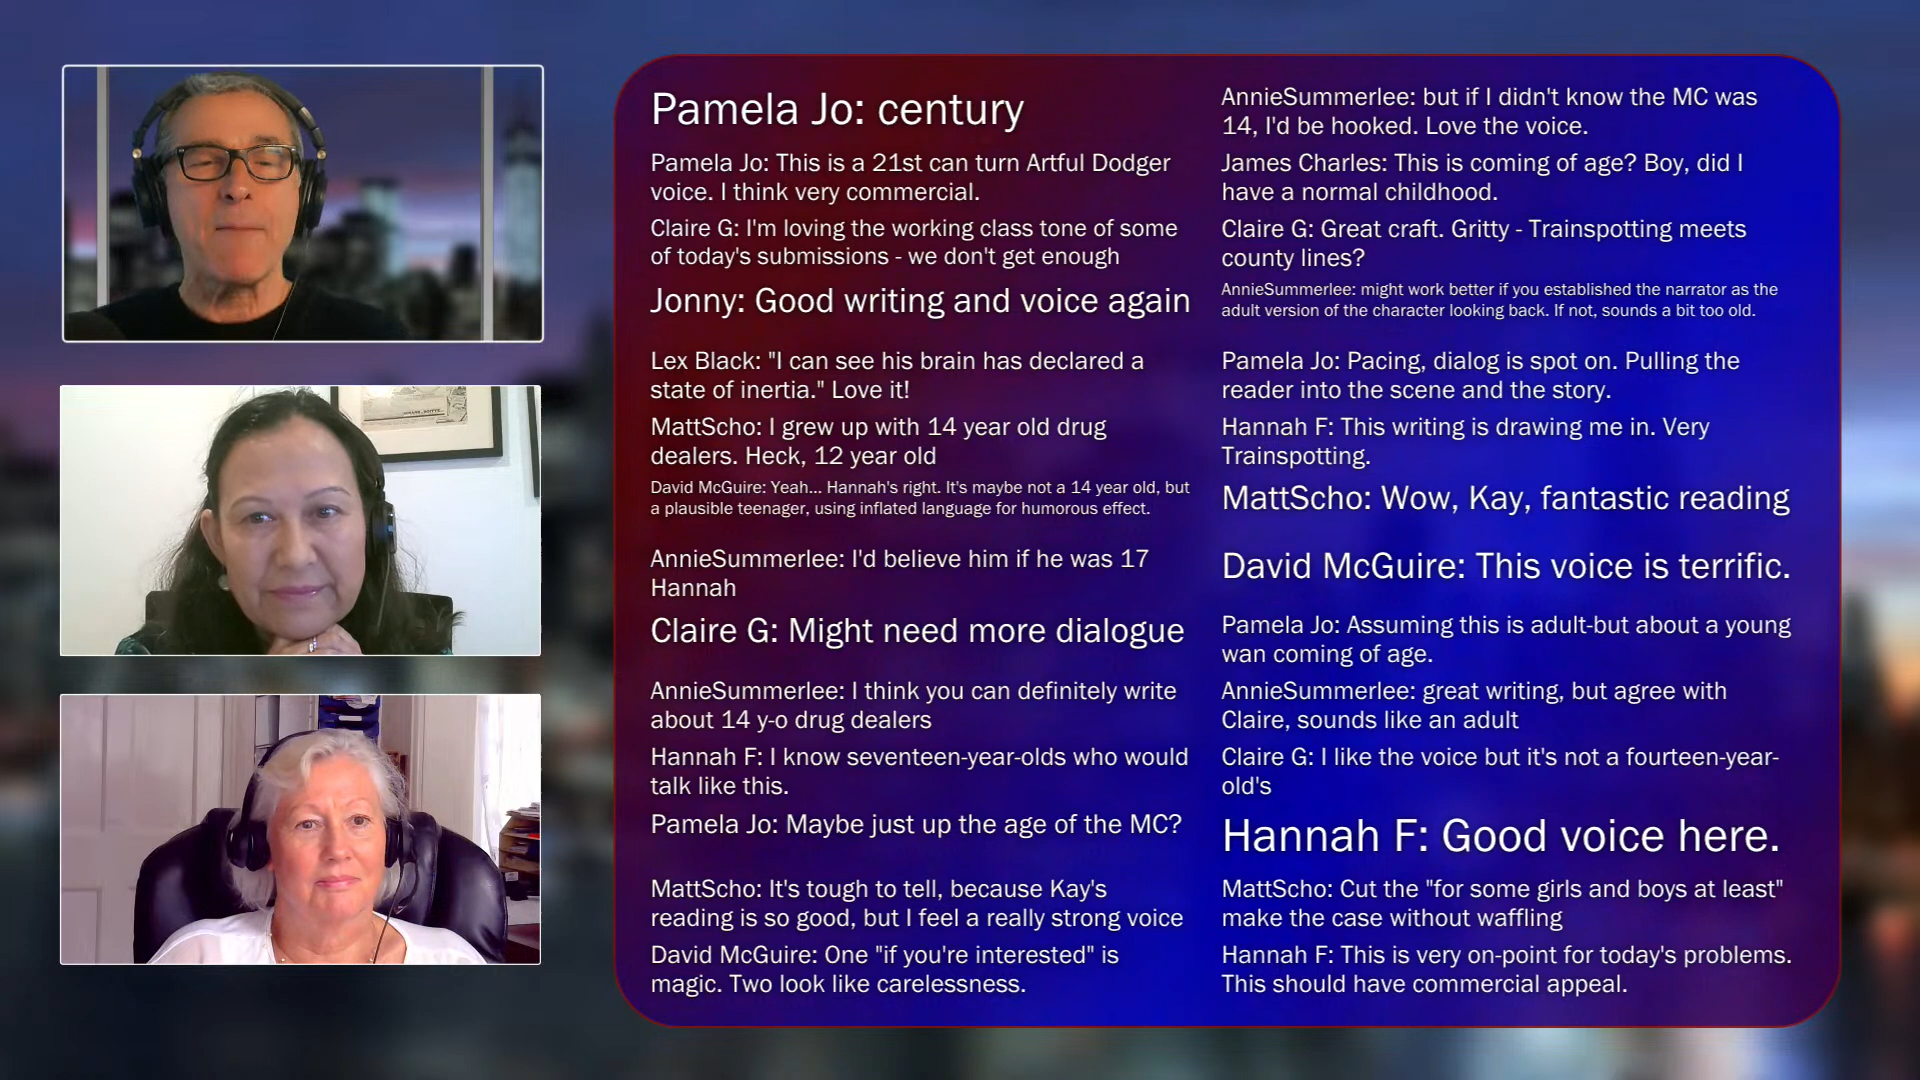 Pamela Jo: century
Pamela Jo: This is a 21st can turn Artful Dodger
voice. I think very commercial.
Claire G: I'm loving the working class tone of some
of today's submissions - we don't get enough
Jonny: Good writing and voice again
Lex Black: "I can see his brain has declared a
state of inertia." Love it!
MattScho: I grew up with 14 year old drug
dealers. Heck, 12 year old
David McGuire: Yeah... Hannah's right. It's maybe not a 14 year old, but
a plausible teenager, using inflated language for humorous effect.
AnnieSummerlee: I'd believe him if he was 17
Hannah
Claire G: Might need more dialogue
AnnieSummerlee: I think you can definitely write
about 14 y-o drug dealers
Hannah F: I know seventeen-year-olds who would
talk like this.
Pamela Jo: Maybe just up the age of the MC?
MattScho: It's tough to tell, because Kay's
reading is so good, but I feel a really strong voice
David McGuire: One "if you're interested" is
magic. Two look like carelessness.
AnnieSummerlee: but if I didn't know the MC was
14, I'd be hooked. Love the voice.
James Charles: This is coming of age? Boy, did I
have a normal childhood.
Claire G: Great craft. Gritty - Trainspotting meets
county lines?
AnnieSummerlee: might work better if you established the narrator as the
adult version of the character looking back. If not, sounds a bit too old.
Pamela Jo: Pacing, dialog is spot on. Pulling the
reader into the scene and the story.
Hannah F: This writing is drawing me in. Very
Trainspotting.
MattScho: Wow, Kay, fantastic reading
David McGuire: This voice is terrific.
Pamela Jo: Assuming this is adult-but about a young
wan coming of age.
AnnieSummerlee: great writing, but agree with
Claire, sounds like an adult
Claire G: I like the voice but it's not a fourteen-year-
old's
Hannah F: Good voice here.
MattScho: Cut the "for some girls and boys at least"
make the case without waffling
Hannah F: This is very on-point for today's problems.
This should have commercial appeal.